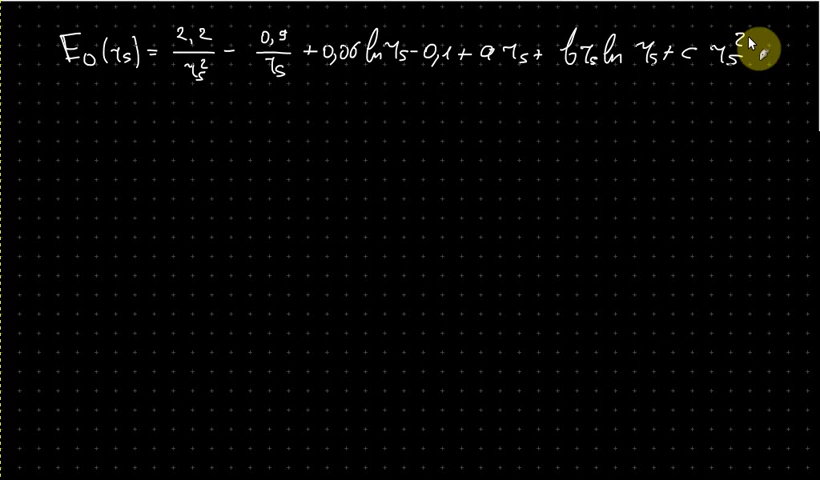 E₀(rₛ) = 2,2/rₛ² − 0,9/rₛ + 0,06 ln rₛ − 0,1 + a rₛ + b rₛ ln rₛ + c rₛ² .